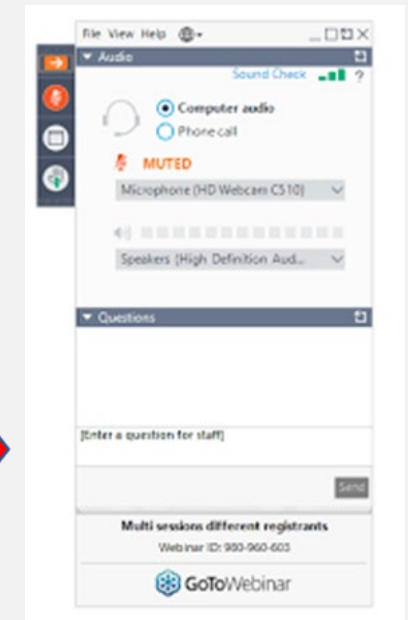 File View Help
Audio
Sound Check ?
Computer audio
Phone call
MUTED
Microphone (HD Webcam C510)
Speakers (High Definition Aud...
Questions
[Enter a question for staff]
Send
Multi sessions different registrants
Webinar ID: 980-960-603
GoToWebinar